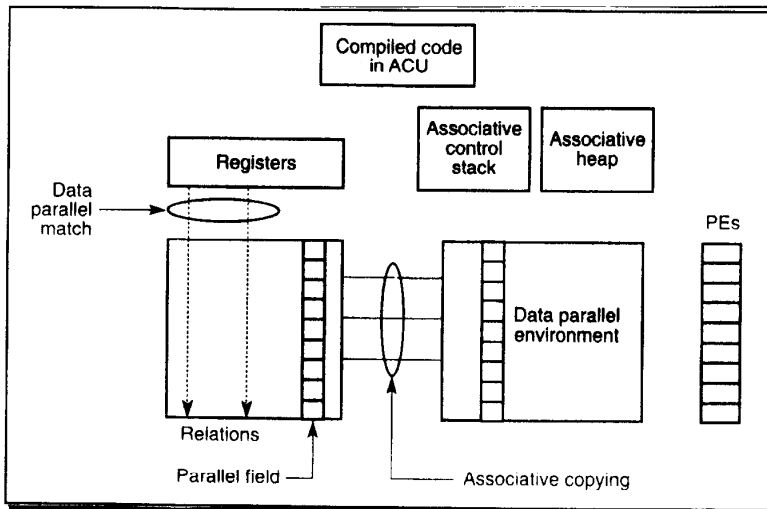 Compiled code
in ACU
Associative
control
stack
Associative
heap
Registers
Data
parallel
match
PEs
Data parallel
environment
Relations
Parallel field
Associative copying